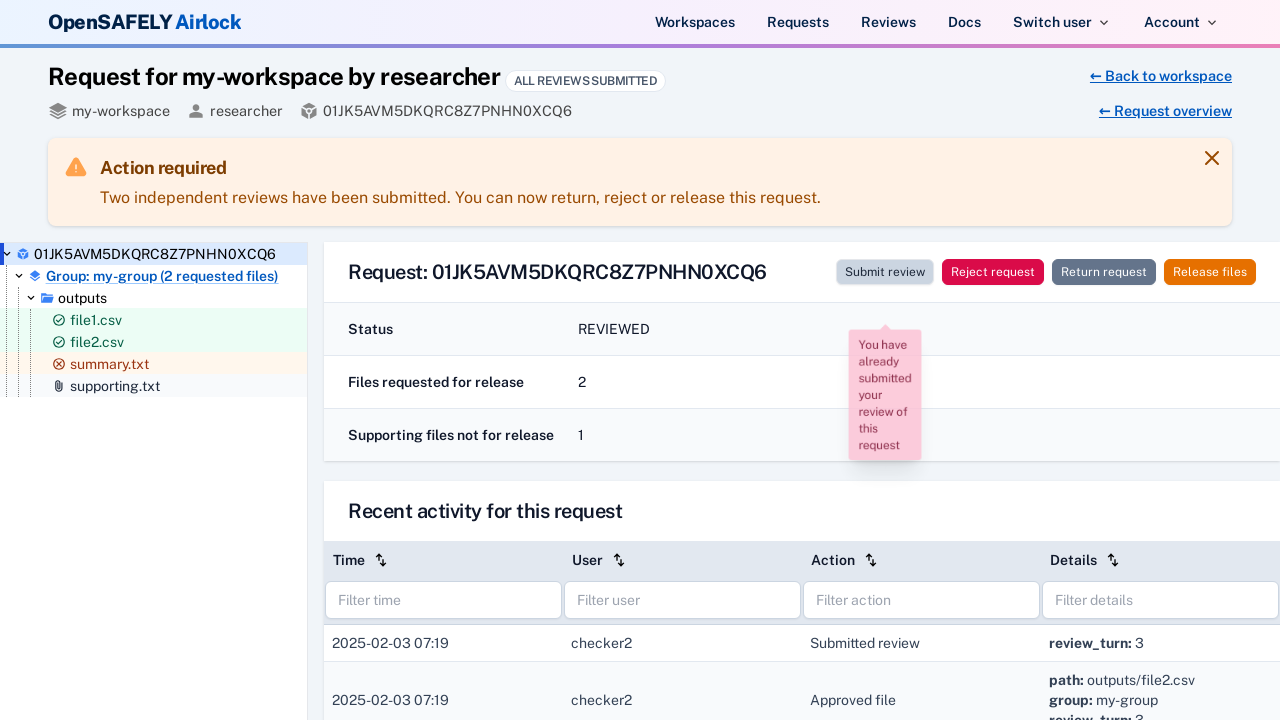 OpenSAFELY Airlock
Workspaces
Requests
Reviews
Docs
Switch user
Account
Request for my-workspace by researcher
ALL REVIEWS SUBMITTED
← Back to workspace
my-workspace
researcher
01JK5AVM5DKQRC8Z7PNHN0XCQ6
← Request overview
Action required
Two independent reviews have been submitted. You can now return, reject or release this request.
01JK5AVM5DKQRC8Z7PNHN0XCQ6
Group: my-group (2 requested files)
outputs
file1.csv
file2.csv
summary.txt
supporting.txt
Request: 01JK5AVM5DKQRC8Z7PNHN0XCQ6
Submit review
Reject request
Return request
Release files
Status
REVIEWED
You have
already
submitted
your
review of
this
request
Files requested for release
2
Supporting files not for release
1
Recent activity for this request
Time
User
Action
Details
Filter time
Filter user
Filter action
Filter details
2025-02-03 07:19
checker2
Submitted review
review_turn: 3
2025-02-03 07:19
checker2
Approved file
path: outputs/file2.csv
group: my-group
review_turn: 3